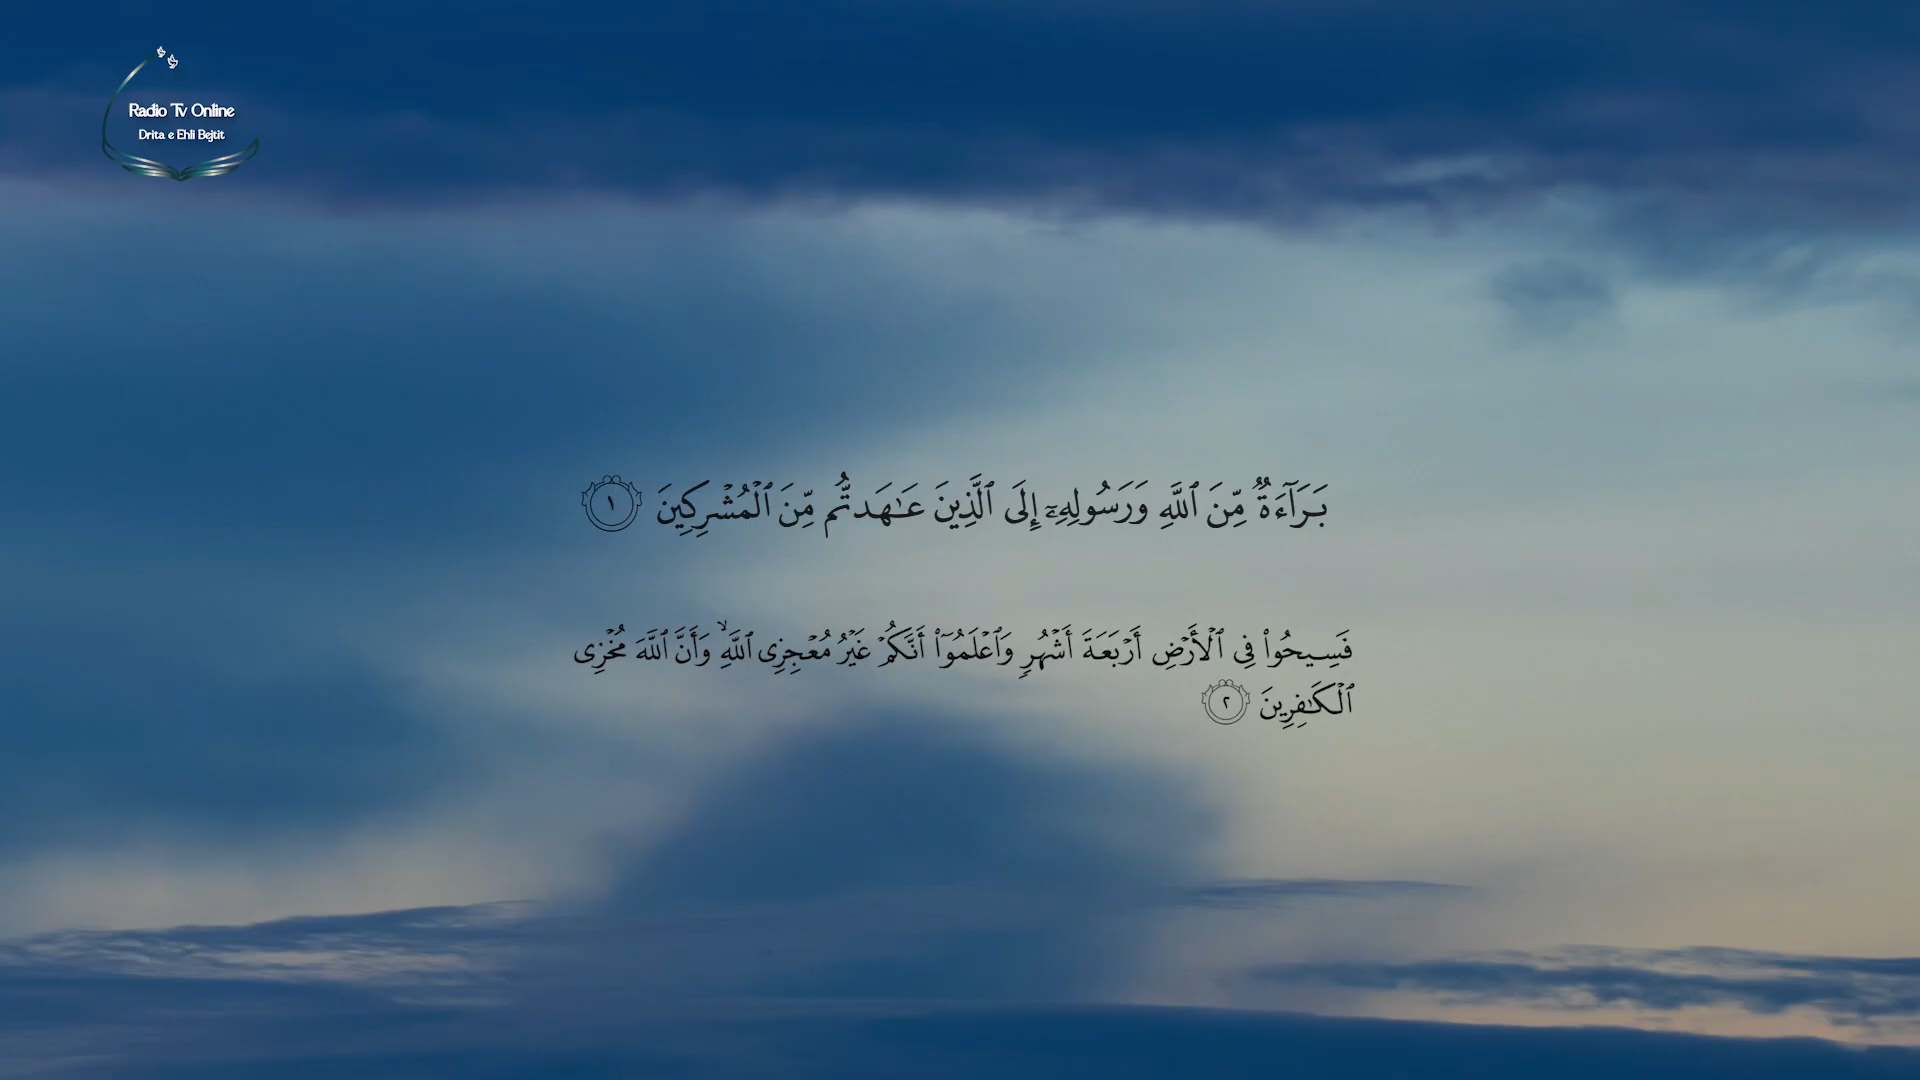 Radio Tv Online
Drita e Ehli Bejtit
بَرَآءَةٌ مِّنَ ٱللَّهِ وَرَسُولِهِۦٓ إِلَى ٱلَّذِينَ عَـٰهَدتُّم مِّنَ ٱلْمُشْرِكِينَ ١
فَسِيحُوا۟ فِى ٱلْأَرْضِ أَرْبَعَةَ أَشْهُرٍ وَٱعْلَمُوٓا۟ أَنَّكُمْ غَيْرُ مُعْجِزِى ٱللَّهِ ۙ وَأَنَّ ٱللَّهَ مُخْزِى
ٱلْكَـٰفِرِينَ ٢